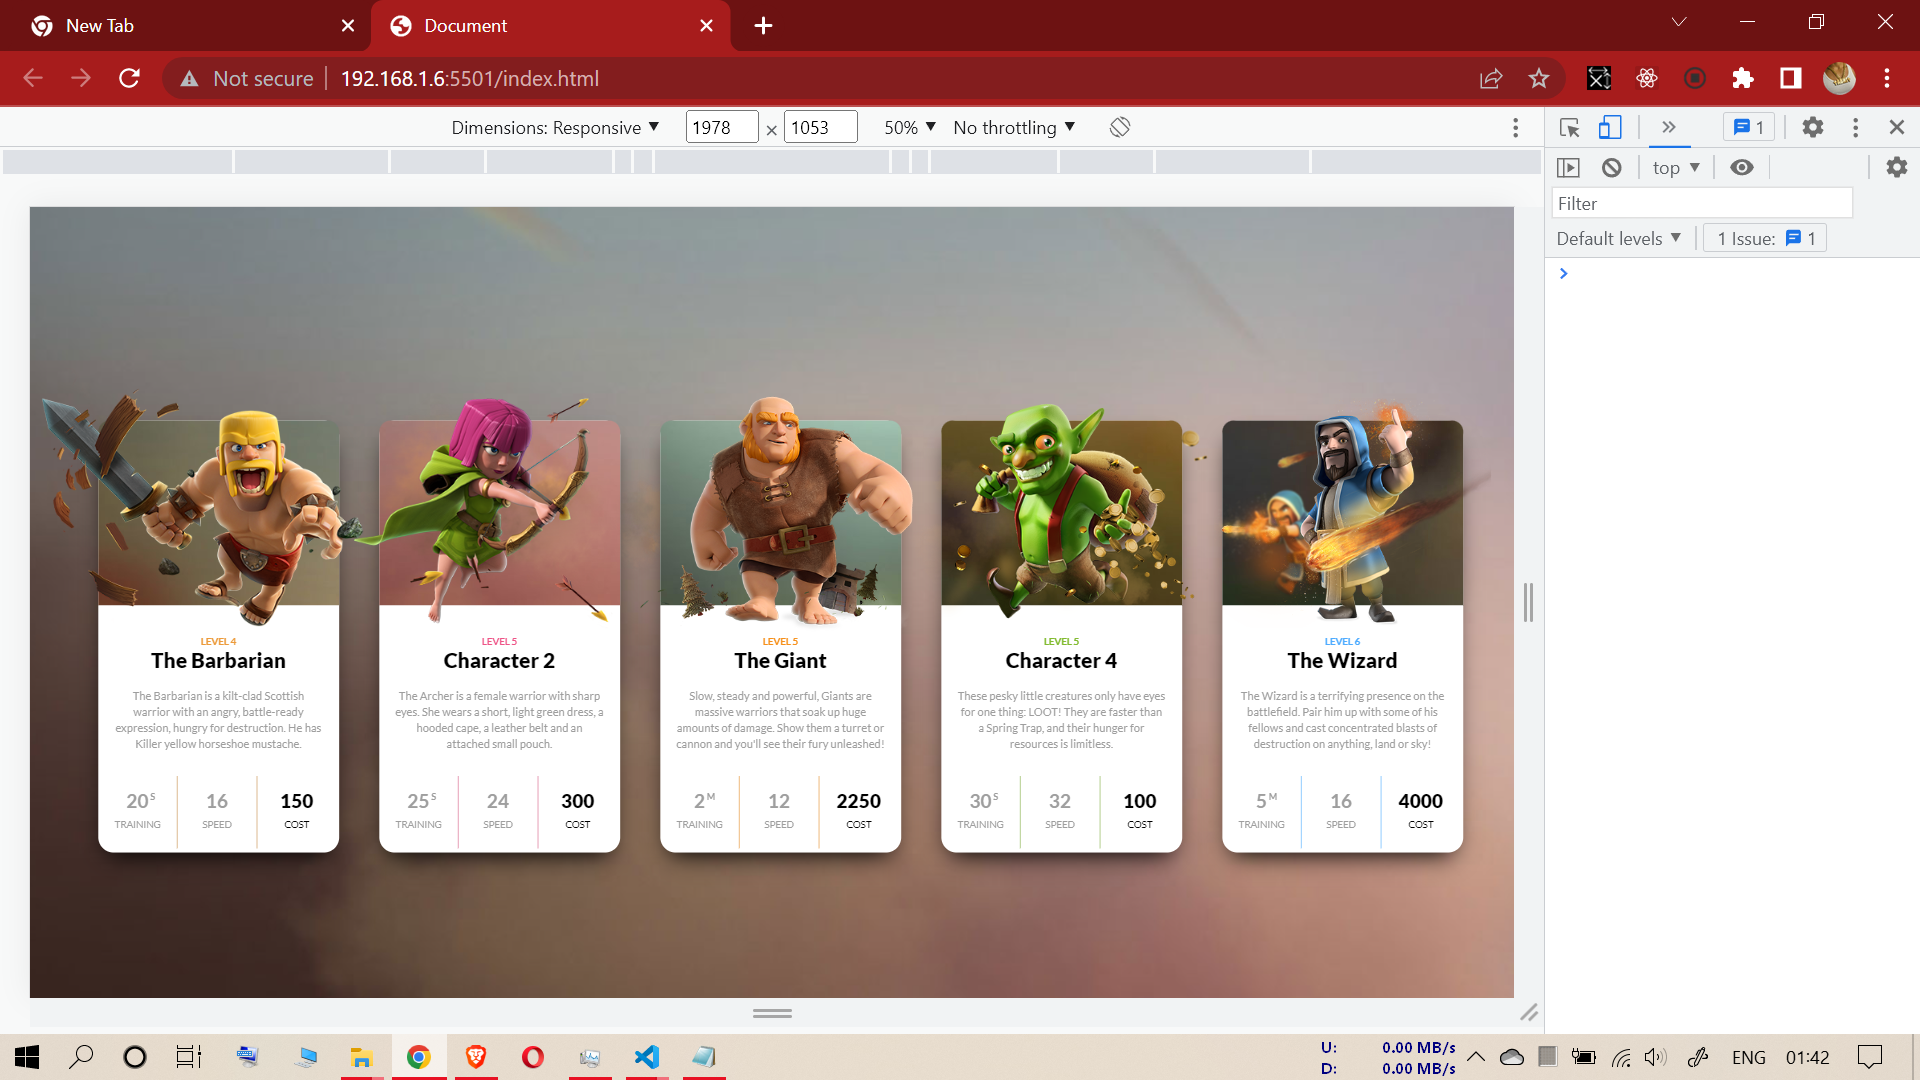 New Tab
Document
Not secure
192.168.1.6:5501/index.html
Dimensions: Responsive
1978 × 1053
50%
No throttling
1
top
Filter
Default levels
1 Issue: 1
LEVEL 4
The Barbarian
The Barbarian is a kilt-clad Scottish
warrior with an angry, battle-ready
expression, hungry for destruction. He has
Killer yellow horseshoe mustache.
20S
TRAINING
16
SPEED
150
COST
LEVEL 5
Character 2
The Archer is a female warrior with sharp
eyes. She wears a short, light green dress, a
hooded cape, a leather belt and an
attached small pouch.
25S
TRAINING
24
SPEED
300
COST
LEVEL 5
The Giant
Slow, steady and powerful, Giants are
massive warriors that soak up huge
amounts of damage. Show them a turret or
cannon and you'll see their fury unleashed!
2M
TRAINING
12
SPEED
2250
COST
LEVEL 5
Character 4
These pesky little creatures only have eyes
for one thing: LOOT! They are faster than
a Spring Trap, and their hunger for
resources is limitless.
30S
TRAINING
32
SPEED
100
COST
LEVEL 6
The Wizard
The Wizard is a terrifying presence on the
battlefield. Pair him up with some of his
fellows and cast concentrated blasts of
destruction on anything, land or sky!
5M
TRAINING
16
SPEED
4000
COST
U: 0.00 MB/s
D: 0.00 MB/s
ENG
01:42